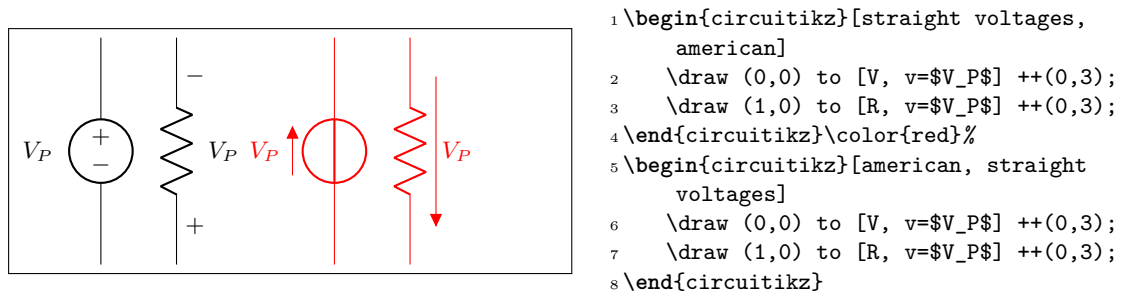 V_P + − − V_P + V_P V_P
1 \begin{circuitikz}[straight voltages,
american]
2 \draw (0,0) to [V, v=$V_P$] ++(0,3);
3 \draw (1,0) to [R, v=$V_P$] ++(0,3);
4 \end{circuitikz}\color{red}%
5 \begin{circuitikz}[american, straight
voltages]
6 \draw (0,0) to [V, v=$V_P$] ++(0,3);
7 \draw (1,0) to [R, v=$V_P$] ++(0,3);
8 \end{circuitikz}